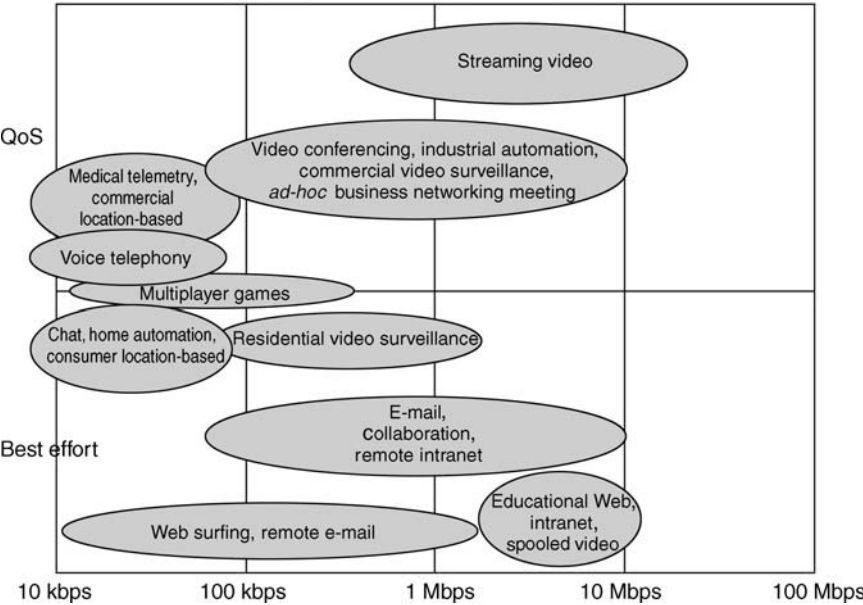 Streaming video
QoS
Video conferencing, industrial automation,
commercial video surveillance,
ad-hoc business networking meeting
Medical telemetry,
commercial
location-based
Voice telephony
Multiplayer games
Chat, home automation,
consumer location-based
Residential video surveillance
E-mail,
collaboration,
remote intranet
Best effort
Educational Web,
intranet,
spooled video
Web surfing, remote e-mail
10 kbps
100 kbps
1 Mbps
10 Mbps
100 Mbps